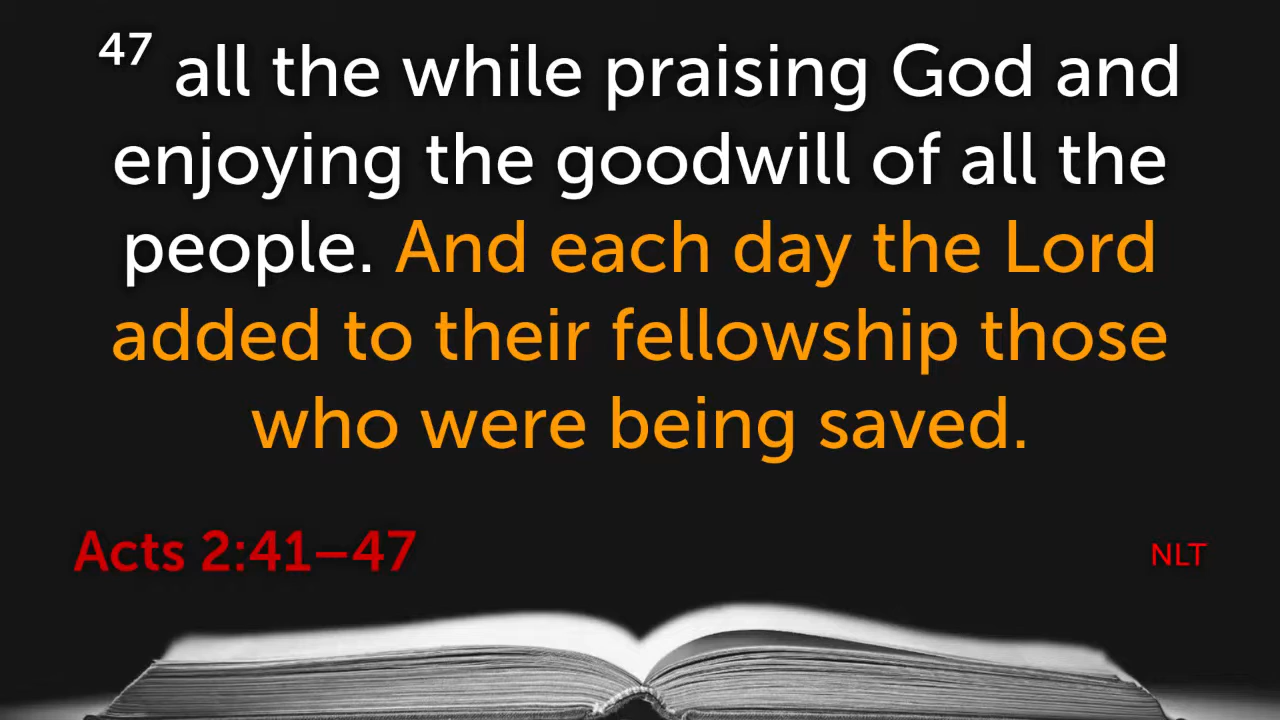 47 all the while praising God and
enjoying the goodwill of all the
people. And each day the Lord
added to their fellowship those
who were being saved.
Acts 2:41–47
NLT